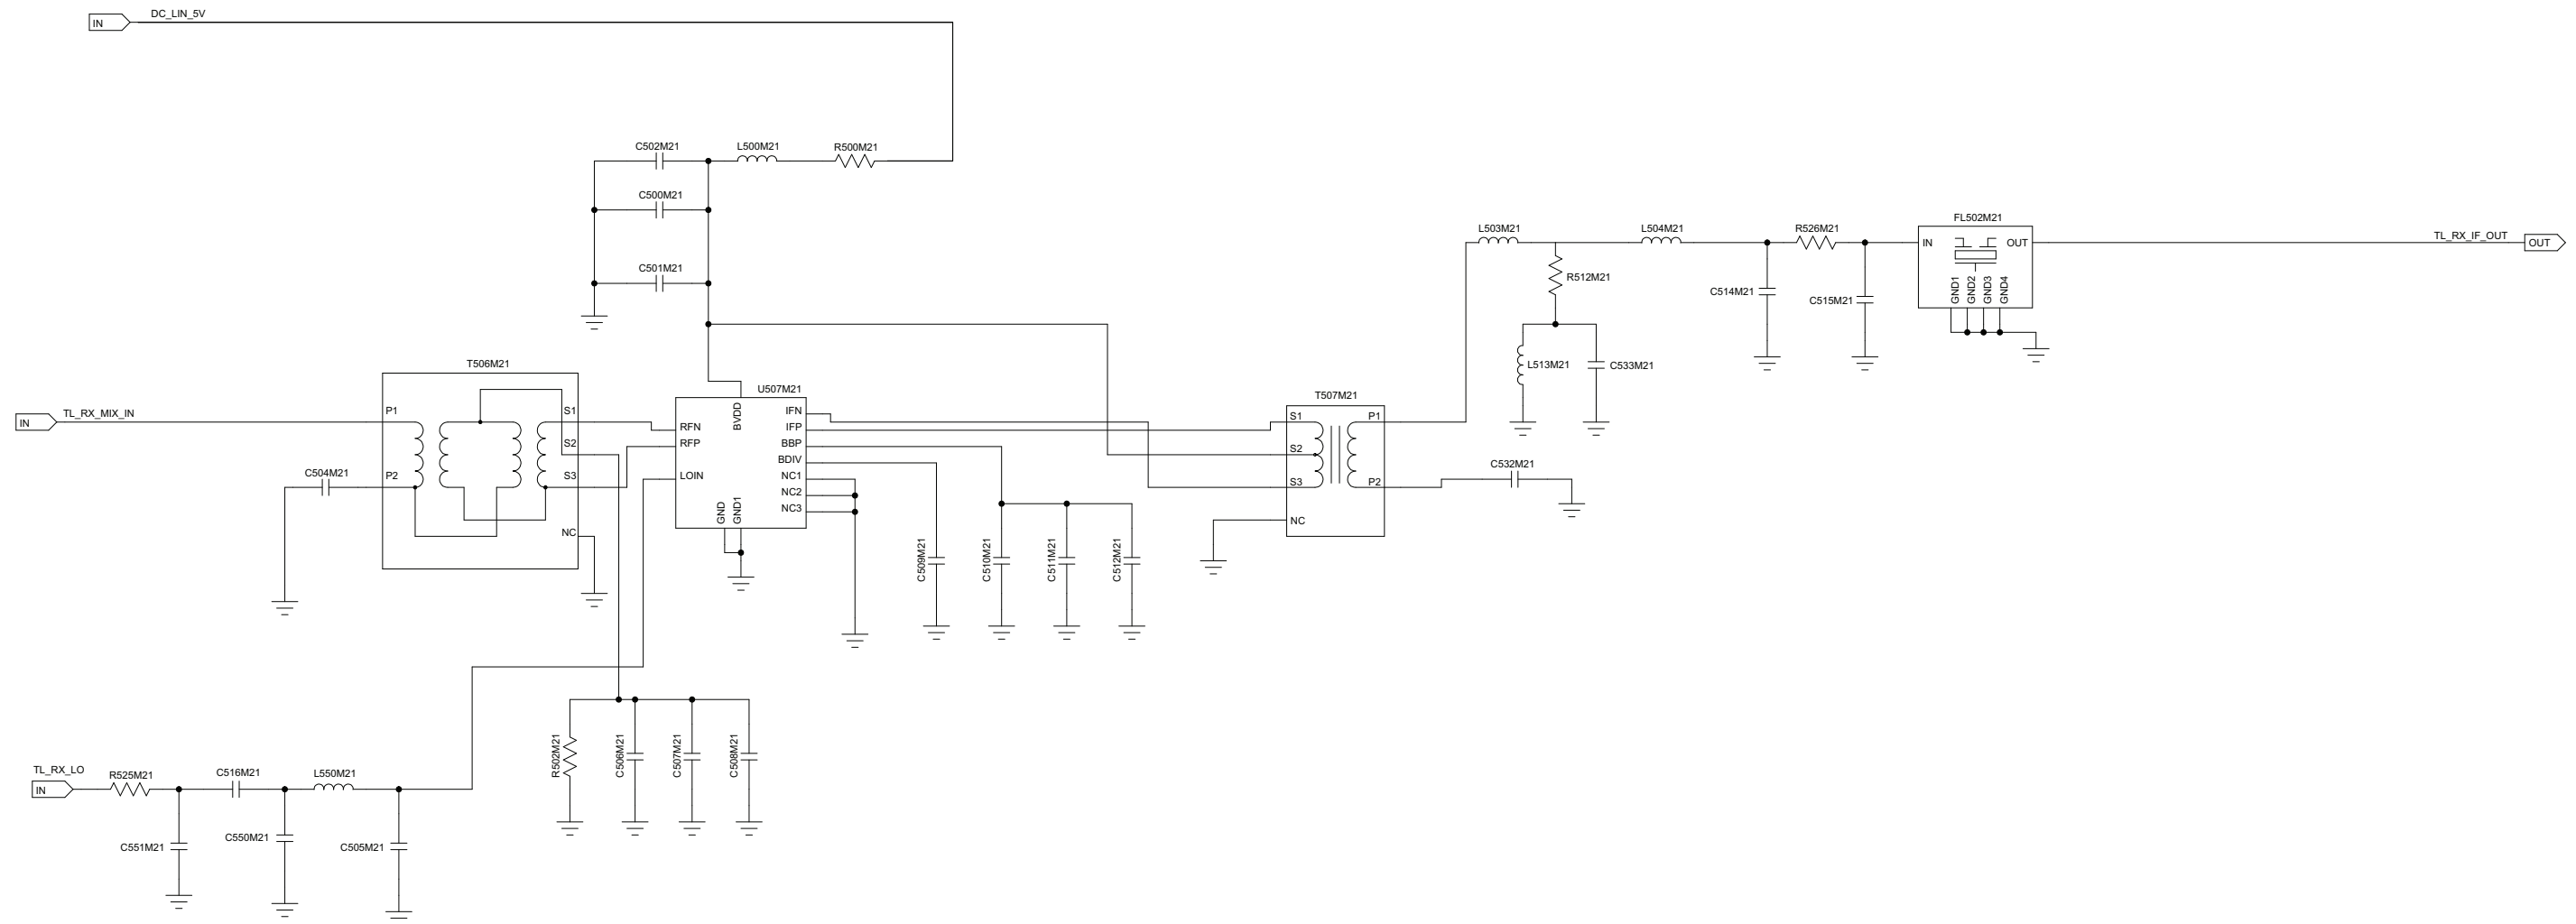 IN
DC_LIN_5V
C502M21
L500M21
R500M21
C500M21
C501M21
L503M21
L504M21
R526M21
FL502M21
IN
OUT
GND1
GND2
GND3
GND4
TL_RX_IF_OUT
OUT
R512M21
C514M21
C515M21
L513M21
C533M21
T506M21
U507M21
T507M21
IN
TL_RX_MIX_IN
P1
P2
S1
S2
S3
NC
C504M21
RFN
RFP
LOIN
BVDD
GND
GND1
IFN
IFP
BBP
BDIV
NC1
NC2
NC3
S1
S2
S3
NC
P1
P2
C532M21
C509M21
C510M21
C511M21
C512M21
R502M21
C506M21
C507M21
C508M21
TL_RX_LO
IN
R525M21
C516M21
L550M21
C551M21
C550M21
C505M21